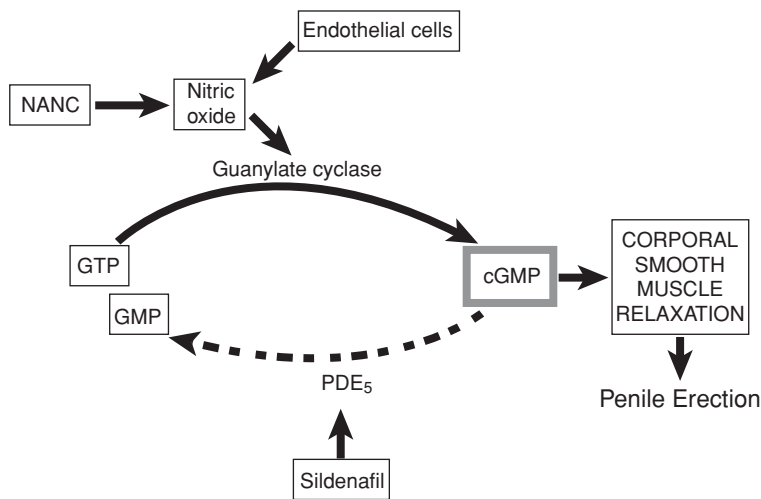 Endothelial cells
NANC
Nitric
oxide
Guanylate cyclase
GTP
cGMP
CORPORAL
SMOOTH
MUSCLE
RELAXATION
GMP
PDE₅
Penile Erection
Sildenafil